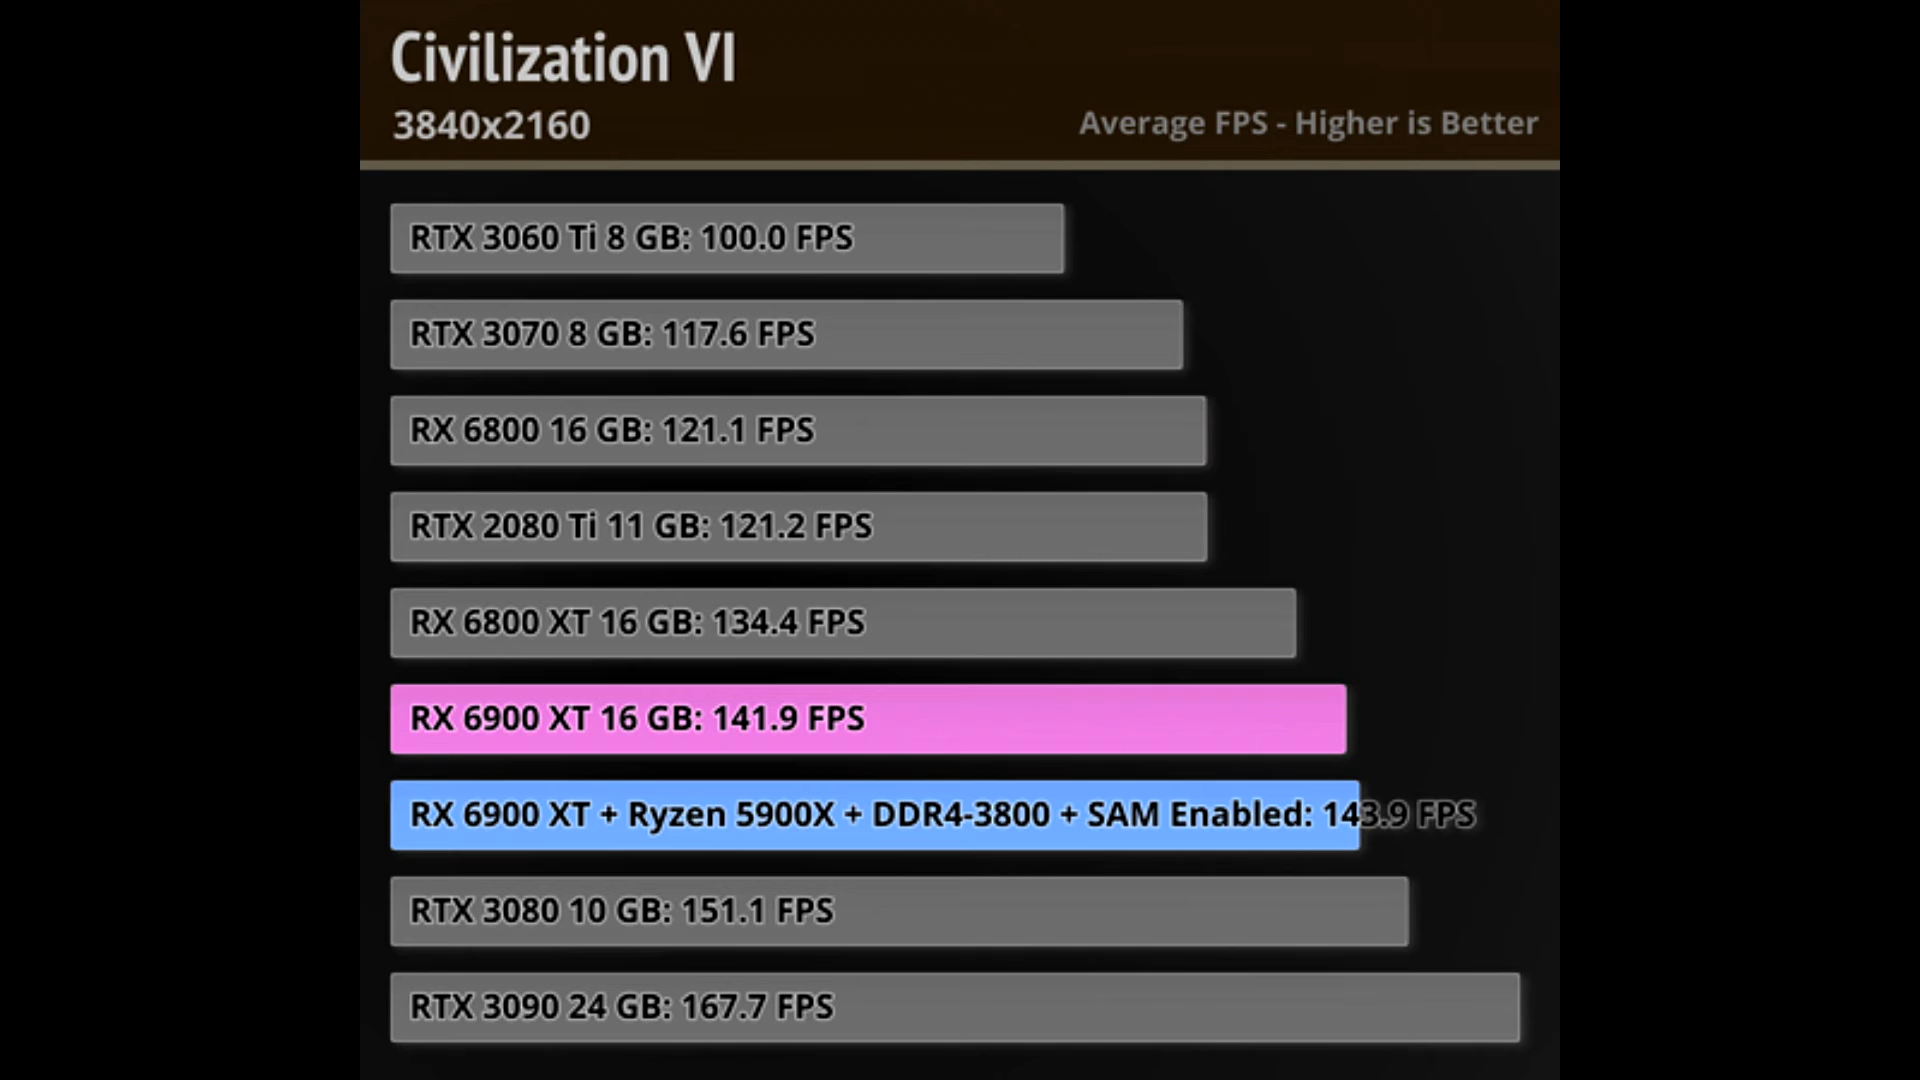 Civilization VI
3840x2160
Average FPS - Higher is Better
RTX 3060 Ti 8 GB: 100.0 FPS
RTX 3070 8 GB: 117.6 FPS
RX 6800 16 GB: 121.1 FPS
RTX 2080 Ti 11 GB: 121.2 FPS
RX 6800 XT 16 GB: 134.4 FPS
RX 6900 XT 16 GB: 141.9 FPS
RX 6900 XT + Ryzen 5900X + DDR4-3800 + SAM Enabled: 143.9 FPS
RTX 3080 10 GB: 151.1 FPS
RTX 3090 24 GB: 167.7 FPS